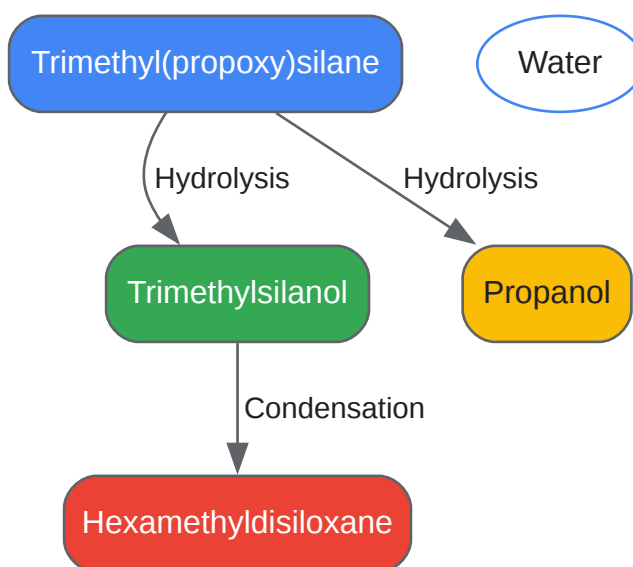 Trimethyl(propoxy)silane
Water
Hydrolysis
Hydrolysis
Trimethylsilanol
Propanol
Condensation
Hexamethyldisiloxane